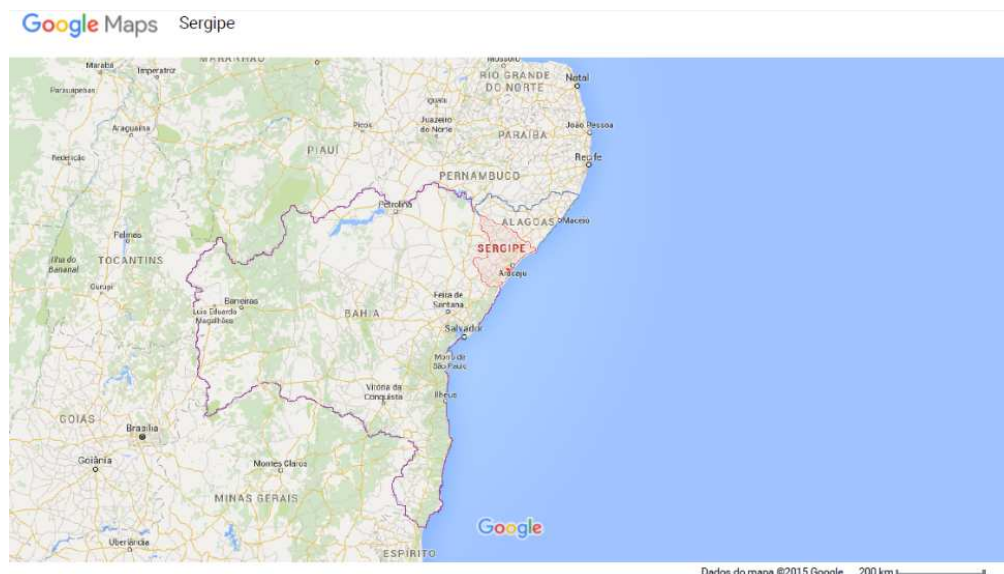 Google Maps Sergipe
MARANHÃO
Mossoró
Marabá
Imperatriz
RIO GRANDE
DO NORTE
Natal
Parauapebas
Iguatu
Juazeiro
do Norte
João Pessoa
Araguaína
Picos
PARAÍBA
PIAUÍ
Recife
Redenção
PERNAMBUCO
Petrolina
ALAGOAS
Maceió
Palmas
SERGIPE
Ilha do
Bananal
TOCANTINS
Aracaju
Gurupi
Barreiras
Feira de
Santana
Luís Eduardo
Magalhães
BAHIA
Salvador
Morro de
São Paulo
Vitória da
Conquista
Ilhéus
GOIÁS
Brasília
Goiânia
Montes Claros
MINAS GERAIS
Google
Uberlândia
ESPÍRITO
Dados do mapa ©2015 Google 200 km